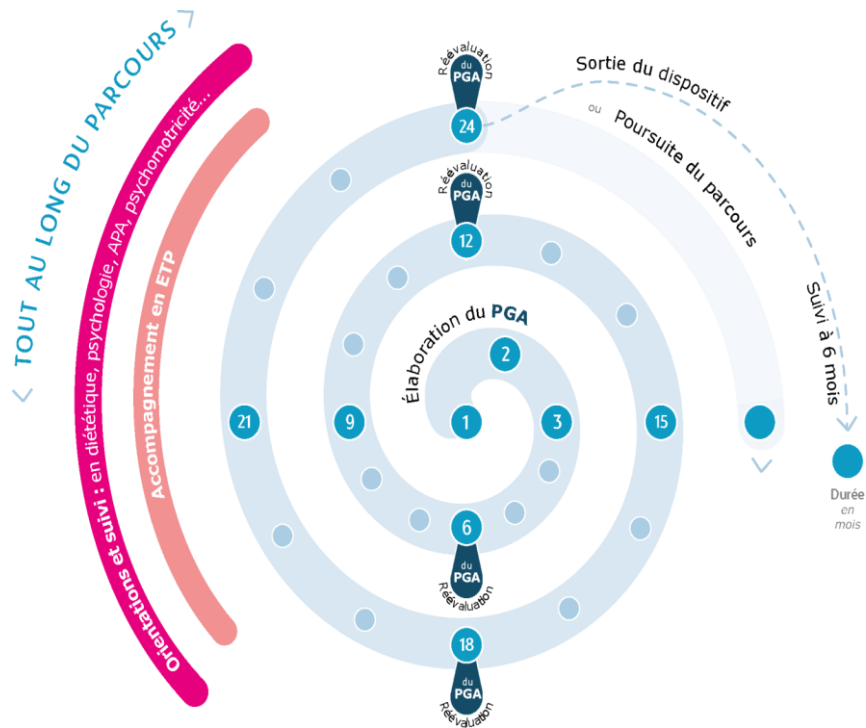 TOUT AU LONG DU PARCOURS
Orientations et suivi : en diététique, psychologie, APA, psychomotricité...
Accompagnement en ETP
Réévaluation
du
PGA
24
Sortie du dispositif
ou
Poursuite du parcours
Suivi à 6 mois
Réévaluation
du
PGA
12
Élaboration du PGA
2
21
9
1
3
15
6
du
PGA
Réévaluation
18
du
PGA
Réévaluation
Durée
en
mois